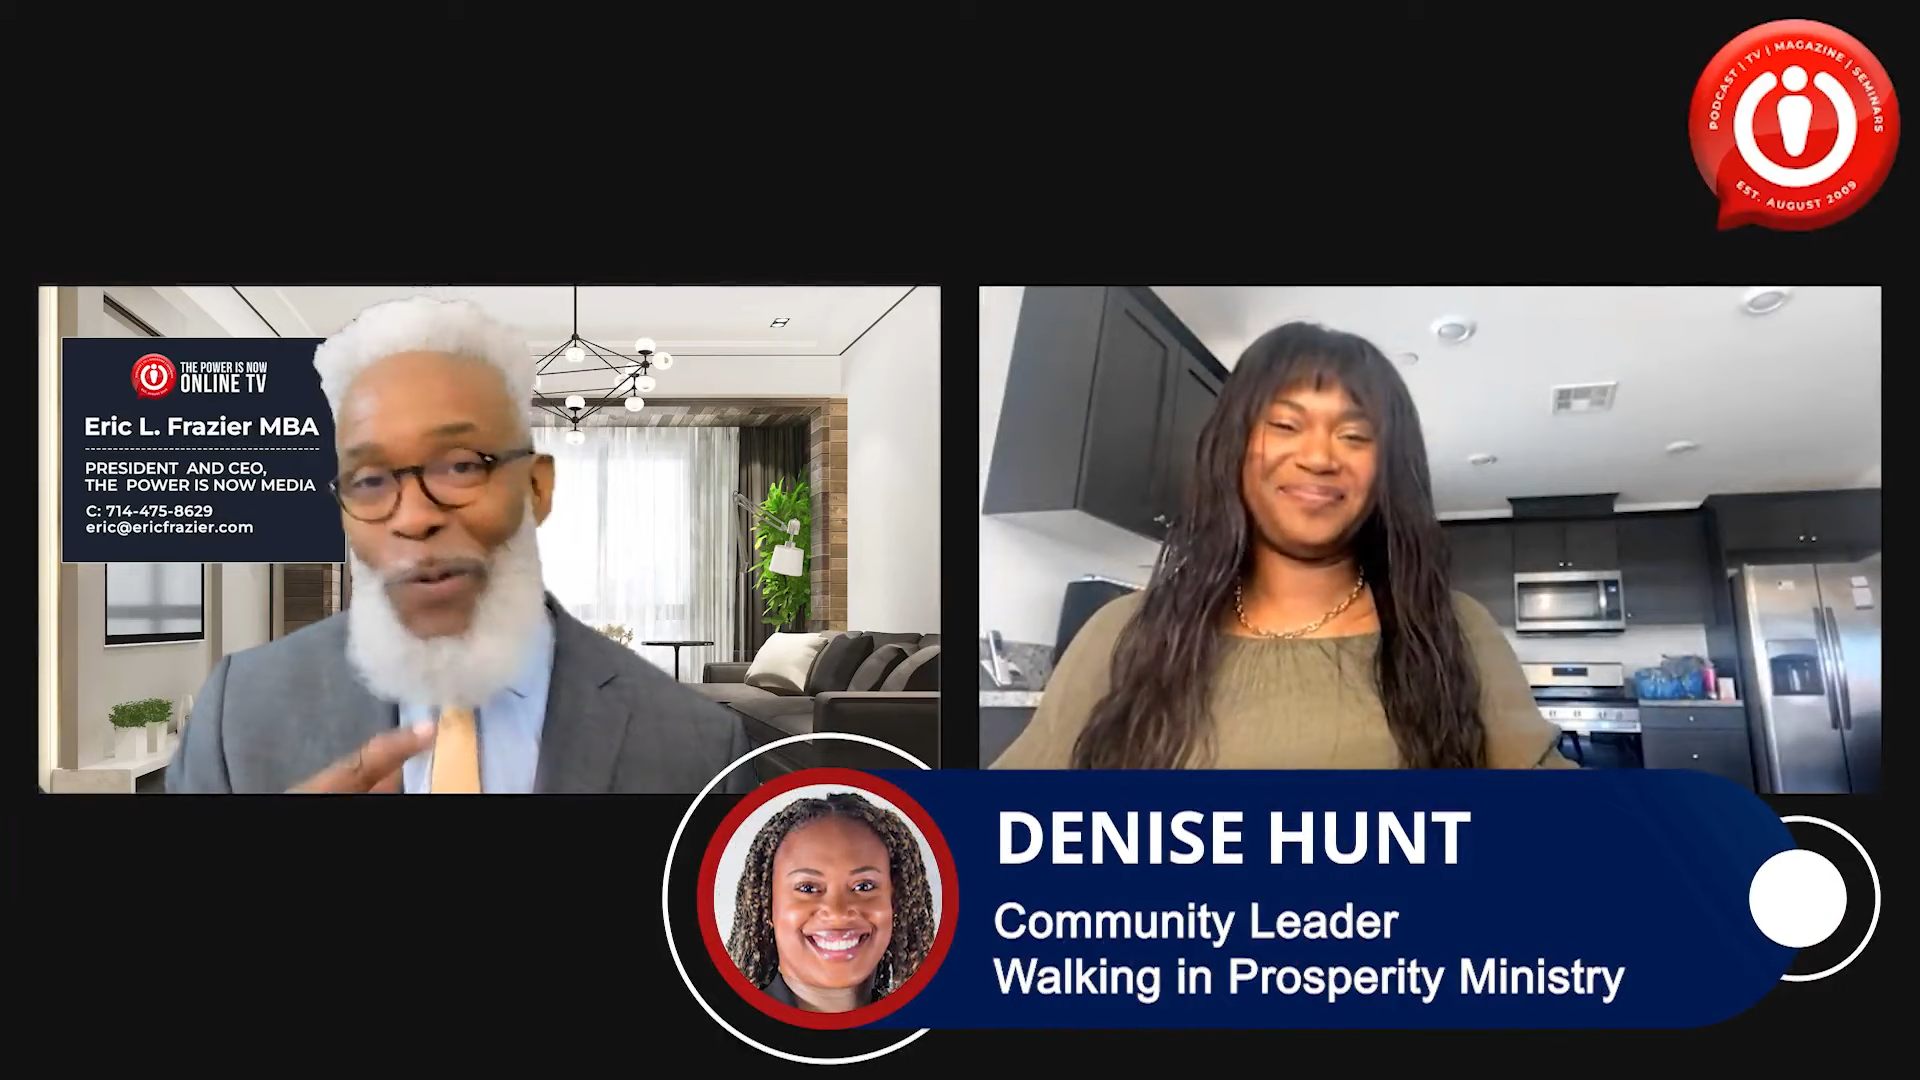 PODCAST | TV | MAGAZINE | SEMINARS
EST. AUGUST 2009
THE POWER IS NOW
ONLINE TV
Eric L. Frazier MBA
PRESIDENT AND CEO,
THE POWER IS NOW MEDIA
C: 714-475-8629
eric@ericfrazier.com
DENISE HUNT
Community Leader
Walking in Prosperity Ministry